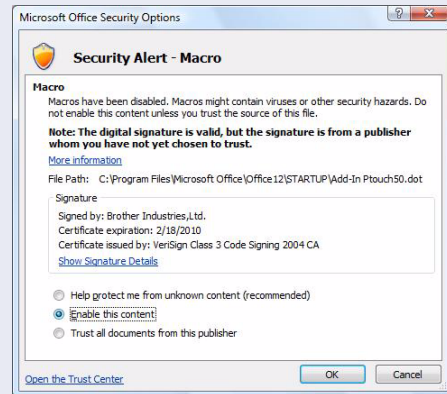 Microsoft Office Security Options
Security Alert - Macro
Macro
Macros have been disabled. Macros might contain viruses or other security hazards. Do
not enable this content unless you trust the source of this file.
Note: The digital signature is valid, but the signature is from a publisher
whom you have not yet chosen to trust.
More information
File Path: C:\Program Files\Microsoft Office\Office12\STARTUP\Add-In Ptouch50.dot
Signature
Signed by: Brother Industries,Ltd.
Certificate expiration: 2/18/2010
Certificate issued by: VeriSign Class 3 Code Signing 2004 CA
Show Signature Details
Help protect me from unknown content (recommended)
Enable this content
Trust all documents from this publisher
Open the Trust Center
OK
Cancel